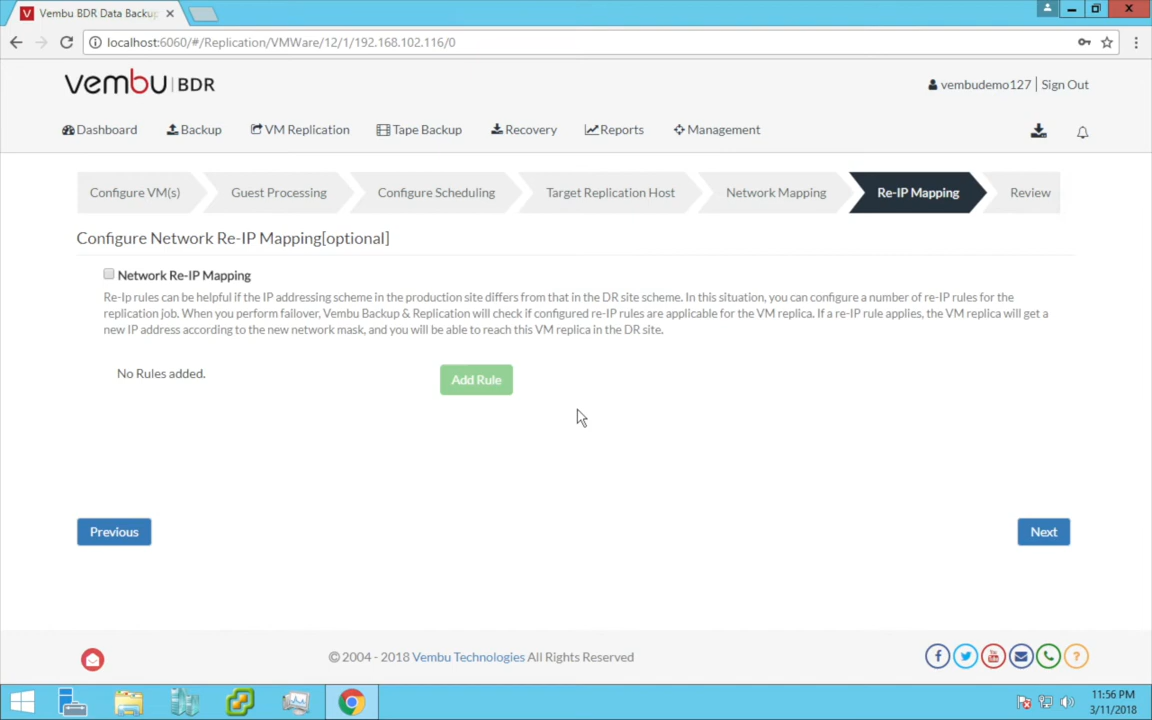 Vembu BDR Data Backup
localhost:6060/#/Replication/VMWare/12/1/192.168.102.116/0
vembu BDR
vembudemo127 | Sign Out
Dashboard Backup VM Replication Tape Backup Recovery Reports Management
Configure VM(s) Guest Processing Configure Scheduling Target Replication Host Network Mapping Re-IP Mapping Review
Configure Network Re-IP Mapping[optional]
Network Re-IP Mapping
Re-Ip rules can be helpful if the IP addressing scheme in the production site differs from that in the DR site scheme. In this situation, you can configure a number of re-IP rules for the
replication job. When you perform failover, Vembu Backup & Replication will check if configured re-IP rules are applicable for the VM replica. If a re-IP rule applies, the VM replica will get a
new IP address according to the new network mask, and you will be able to reach this VM replica in the DR site.
No Rules added.
Add Rule
Previous
Next
© 2004 - 2018 Vembu Technologies All Rights Reserved
11:56 PM
3/11/2018